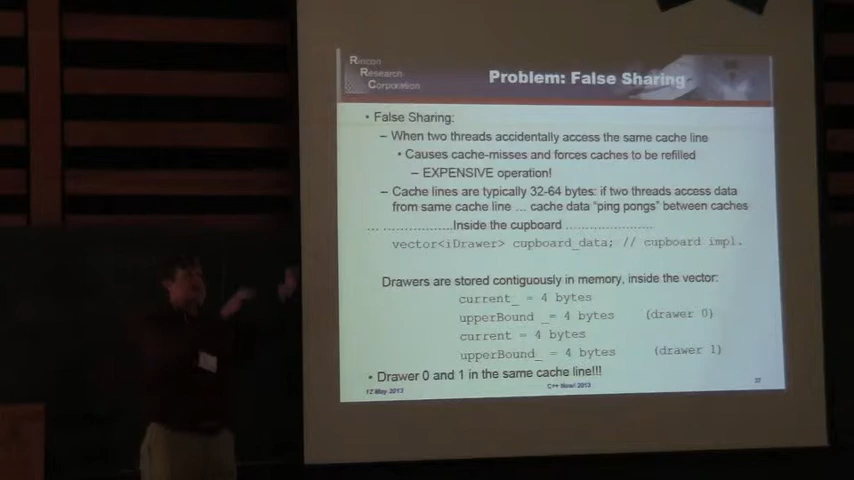 Rincon
Research
Corporation
Problem: False Sharing
• False Sharing:
– When two threads accidentally access the same cache line
• Causes cache-misses and forces caches to be refilled
– EXPENSIVE operation!
– Cache lines are typically 32-64 bytes: if two threads access data
from same cache line ... cache data "ping pongs" between caches
... ....................Inside the cupboard .........................
vector<iDrawer> cupboard_data; // cupboard impl.
Drawers are stored contiguously in memory, inside the vector:
current_ = 4 bytes
upperBound_ = 4 bytes (drawer 0)
current = 4 bytes
upperBound_ = 4 bytes (drawer 1)
• Drawer 0 and 1 in the same cache line!!!
12 May 2013 C++ Now! 2013